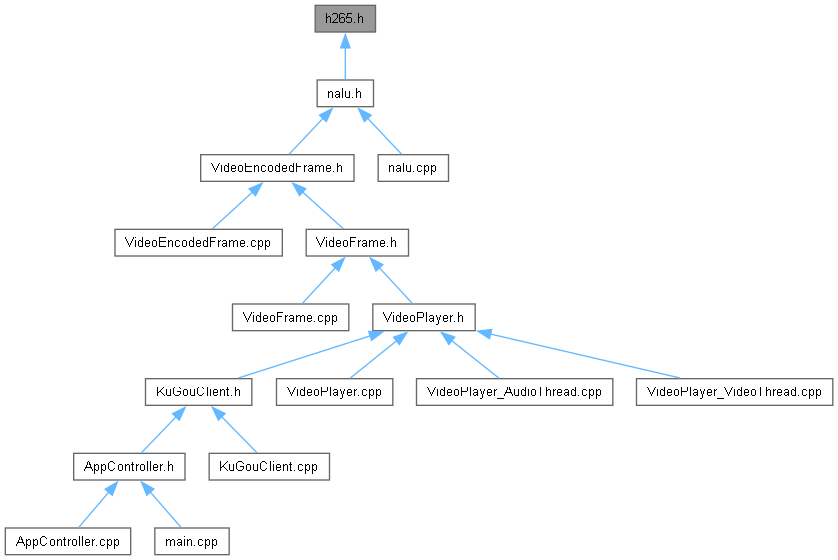 h265.h
nalu.h
VideoEncodedFrame.h
nalu.cpp
VideoEncodedFrame.cpp
VideoFrame.h
VideoFrame.cpp
VideoPlayer.h
KuGouClient.h
VideoPlayer.cpp
VideoPlayer_AudioThread.cpp
VideoPlayer_VideoThread.cpp
AppController.h
KuGouClient.cpp
AppController.cpp
main.cpp